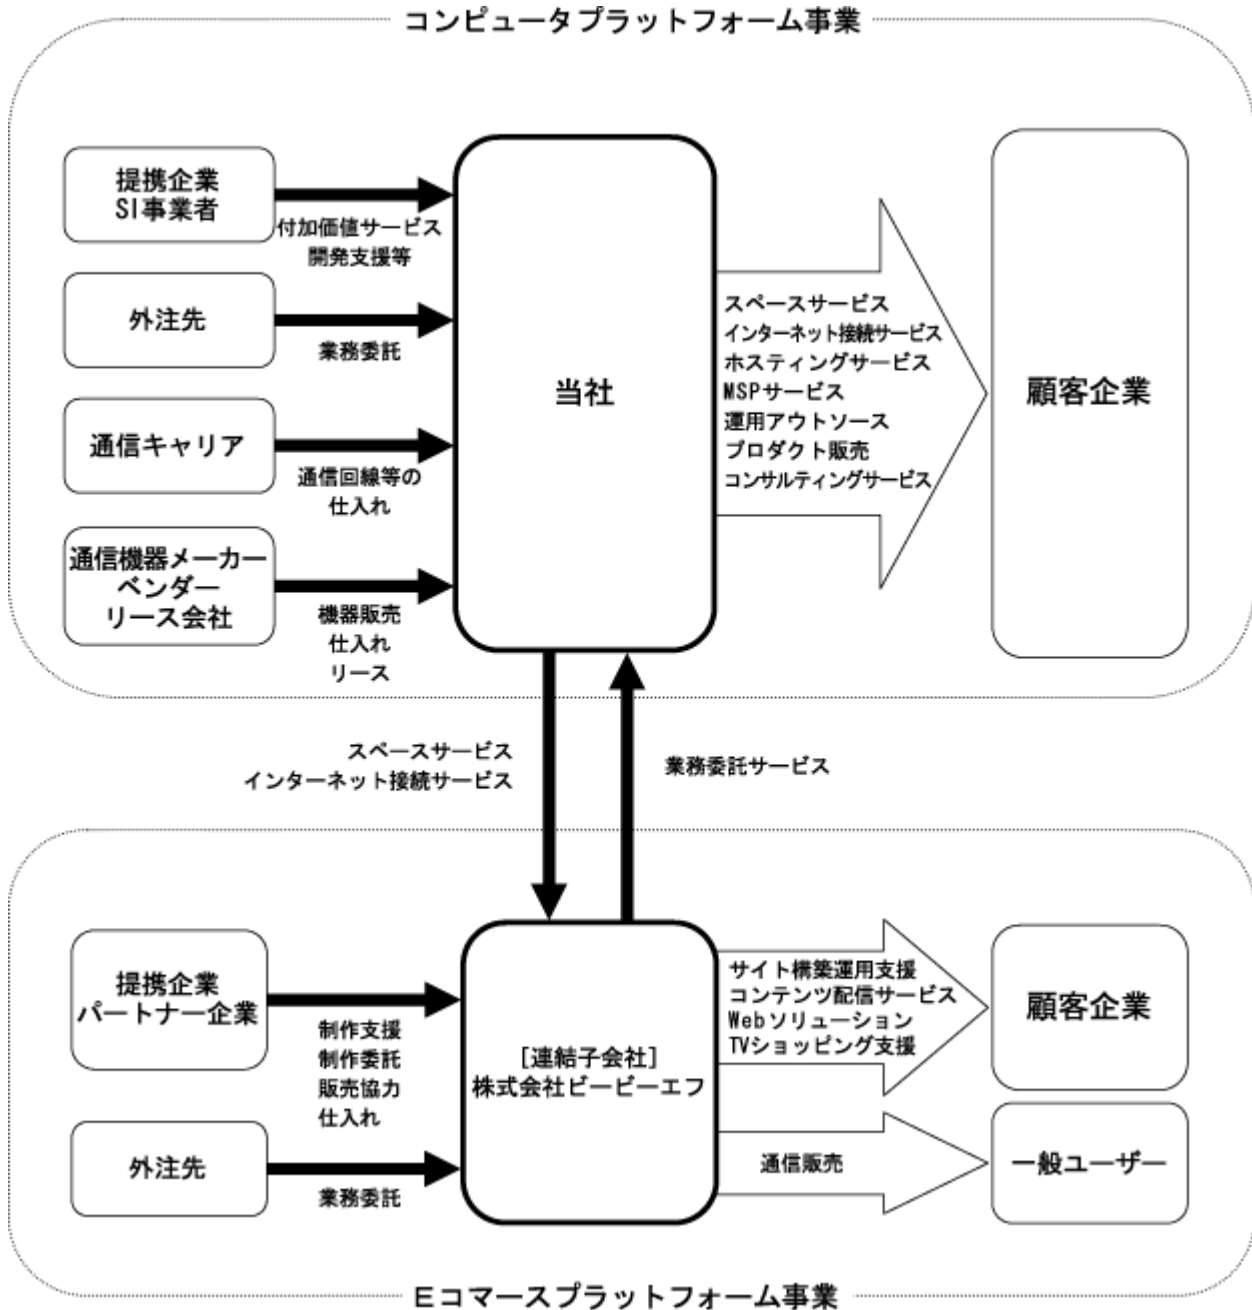 コンピュータプラットフォーム事業
提携企業
SI事業者
付加価値サービス
開発支援等
外注先
業務委託
通信キャリア
通信回線等の
仕入れ
通信機器メーカー
ベンダー
リース会社
機器販売
仕入れ
リース
当社
スペースサービス
インターネット接続サービス
ホスティングサービス
MSPサービス
運用アウトソース
プロダクト販売
コンサルティングサービス
顧客企業
スペースサービス
インターネット接続サービス
業務委託サービス
提携企業
パートナー企業
制作支援
制作委託
販売協力
仕入れ
外注先
業務委託
[連結子会社]
株式会社ビービーエフ
サイト構築運用支援
コンテンツ配信サービス
Webソリューション
TVショッピング支援
顧客企業
通信販売
一般ユーザー
Eコマースプラットフォーム事業